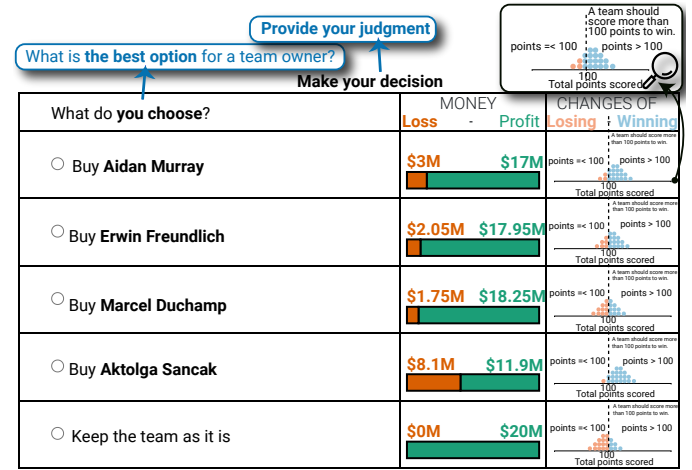 Provide your judgment
What is the best option for a team owner?
Make your decision
A team should
score more than
100 points to win.
points =< 100 points > 100
100
Total points scored
What do you choose?
MONEY
Loss - Profit
CHANGES OF
Losing - Winning
Buy Aidan Murray
$3M $17M
A team should score more
than 100 points to win.
points =< 100 points > 100
100
Total points scored
Buy Erwin Freundlich
$2.05M $17.95M
A team should score more
than 100 points to win.
points =< 100 points > 100
100
Total points scored
Buy Marcel Duchamp
$1.75M $18.25M
A team should score more
than 100 points to win.
points =< 100 points > 100
100
Total points scored
Buy Aktolga Sancak
$8.1M $11.9M
A team should score more
than 100 points to win.
points =< 100 points > 100
100
Total points scored
Keep the team as it is
$0M $20M
A team should score more
than 100 points to win.
points =< 100 points > 100
100
Total points scored